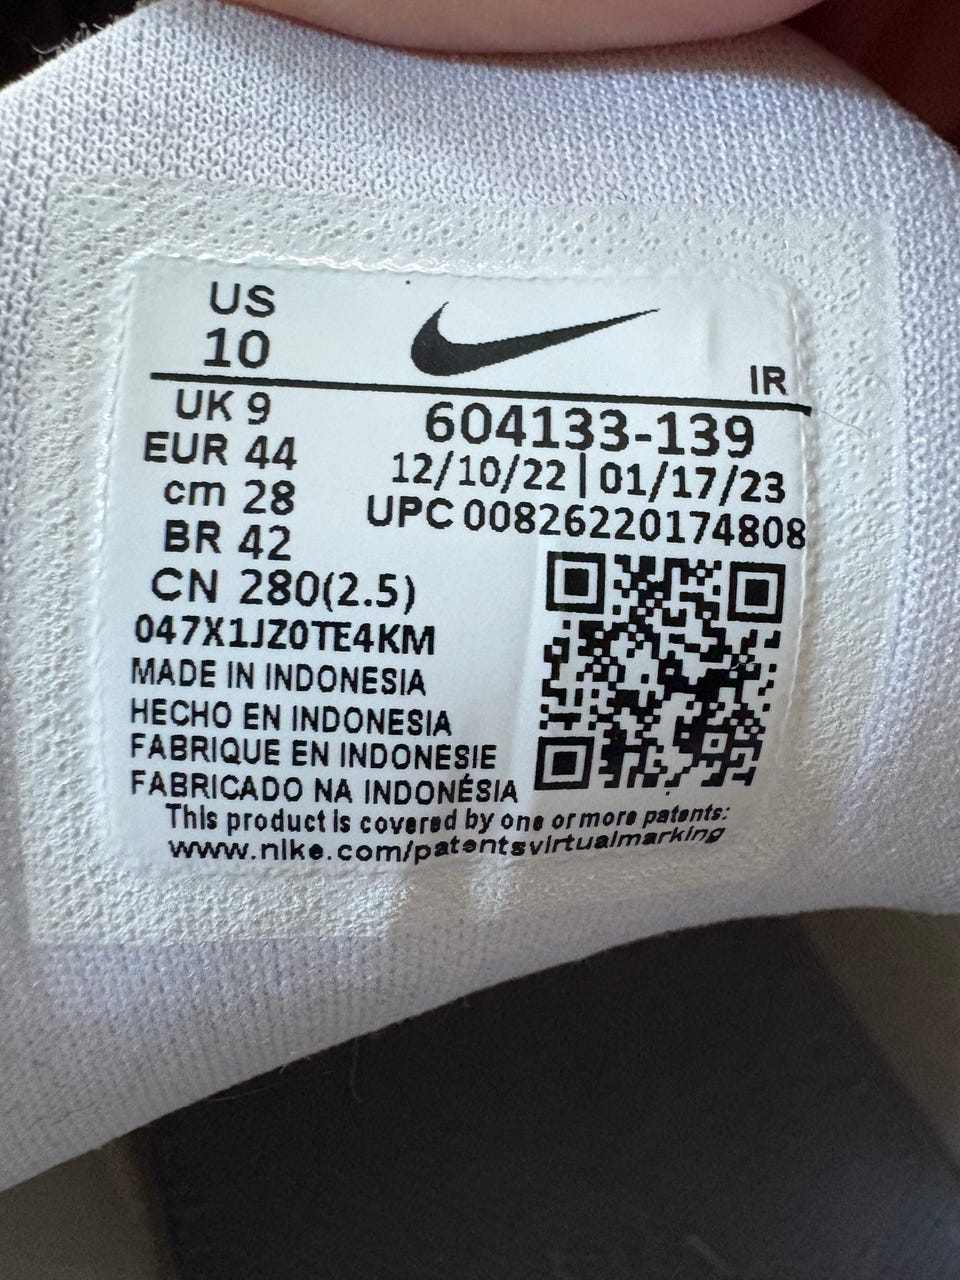 US
10
IR
UK 9
EUR 44
cm 28
BR 42
CN 280(2.5)
604133-139
12/10/22 | 01/17/23
UPC 00826220174808
047X1JZ0TE4KM
MADE IN INDONESIA
HECHO EN INDONESIA
FABRIQUE EN INDONESIE
FABRICADO NA INDONÉSIA
This product is covered by one or more patents:
www.nike.com/patentsvirtualmarking